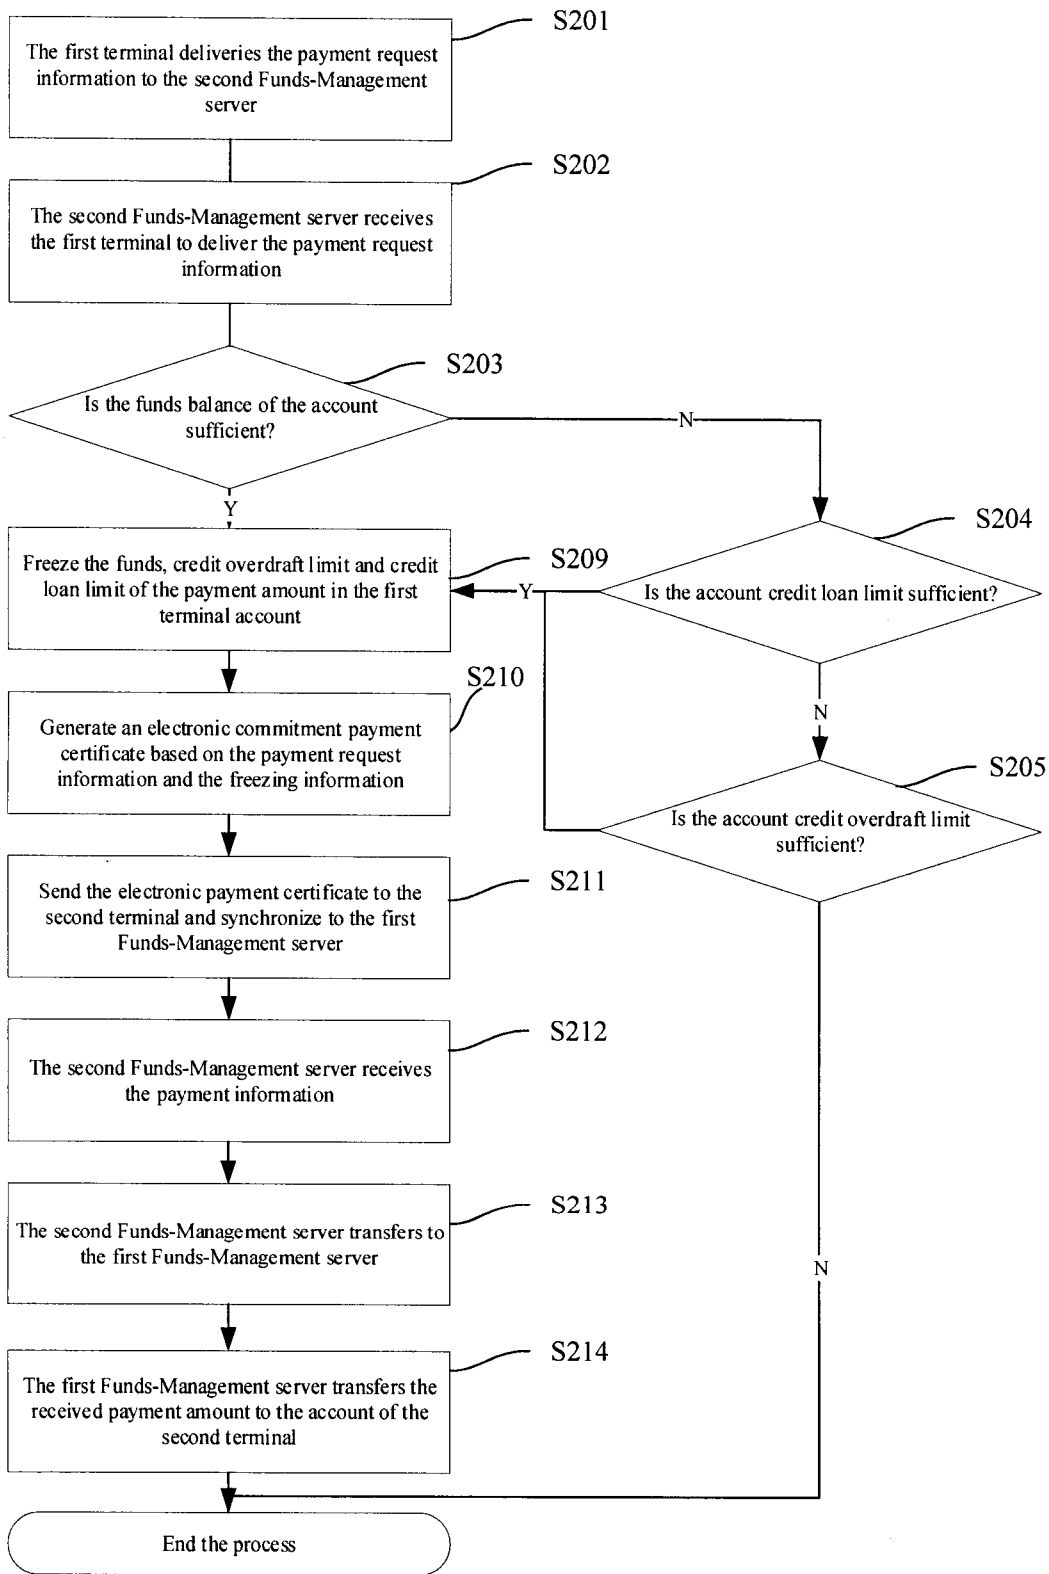 S201
The first terminal deliveries the payment request
information to the second Funds-Management
server
S202
The second Funds-Management server receives
the first terminal to deliver the payment request
information
S203
Is the funds balance of the account
sufficient?
N
Y
S204
Is the account credit loan limit sufficient?
S209
Freeze the funds, credit overdraft limit and credit
loan limit of the payment amount in the first
terminal account
Y
N
S205
Is the account credit overdraft limit
sufficient?
S210
Generate an electronic commitment payment
certificate based on the payment request
information and the freezing information
S211
Send the electronic payment certificate to the
second terminal and synchronize to the first
Funds-Management server
S212
The second Funds-Management server receives
the payment information
S213
The second Funds-Management server transfers to
the first Funds-Management server
N
S214
The first Funds-Management server transfers the
received payment amount to the account of the
second terminal
End the process